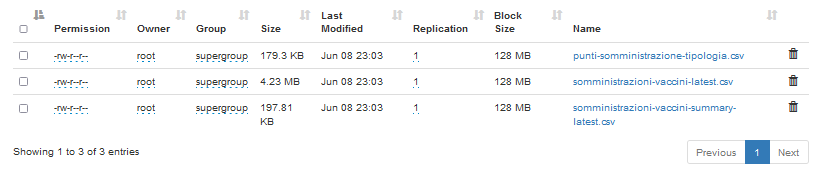 Permission Owner Group Size Last Modified Replication Block Size Name
-rw-r--r-- root supergroup 179.3 KB Jun 08 23:03 1 128 MB punti-somministrazione-tipologia.csv
-rw-r--r-- root supergroup 4.23 MB Jun 08 23:03 1 128 MB somministrazioni-vaccini-latest.csv
-rw-r--r-- root supergroup 197.81 KB Jun 08 23:03 1 128 MB somministrazioni-vaccini-summary-latest.csv
Showing 1 to 3 of 3 entries Previous 1 Next